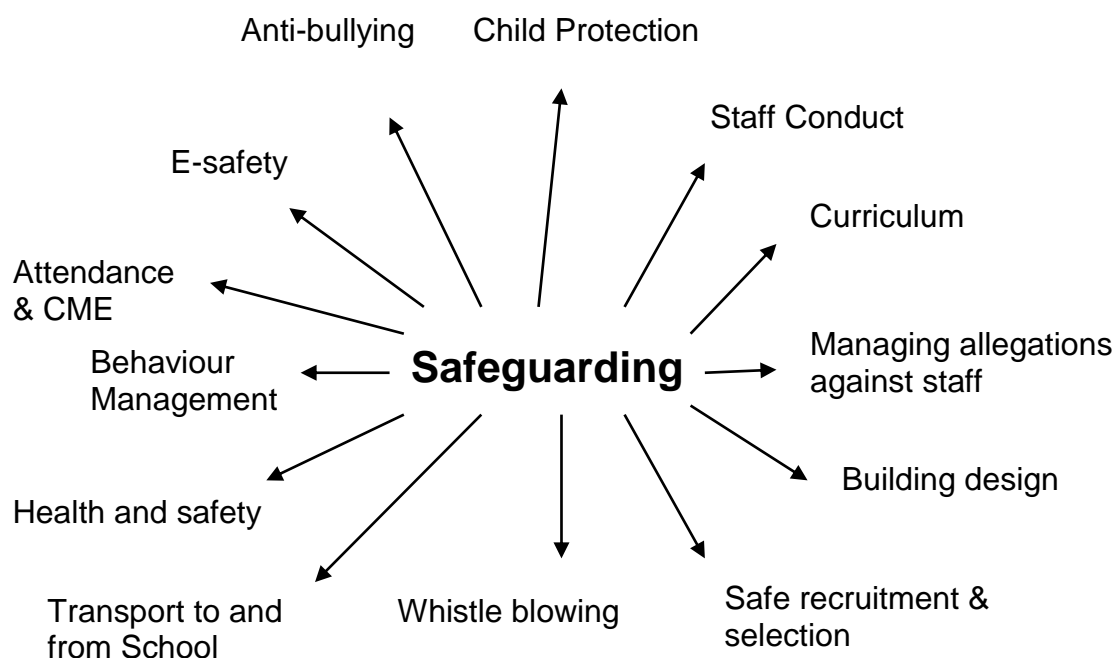 Anti-bullying
Child Protection
Staff Conduct
E-safety
Curriculum
Attendance
& CME
Behaviour
Management
Safeguarding
Managing allegations
against staff
Building design
Health and safety
Transport to and
from School
Whistle blowing
Safe recruitment &
selection